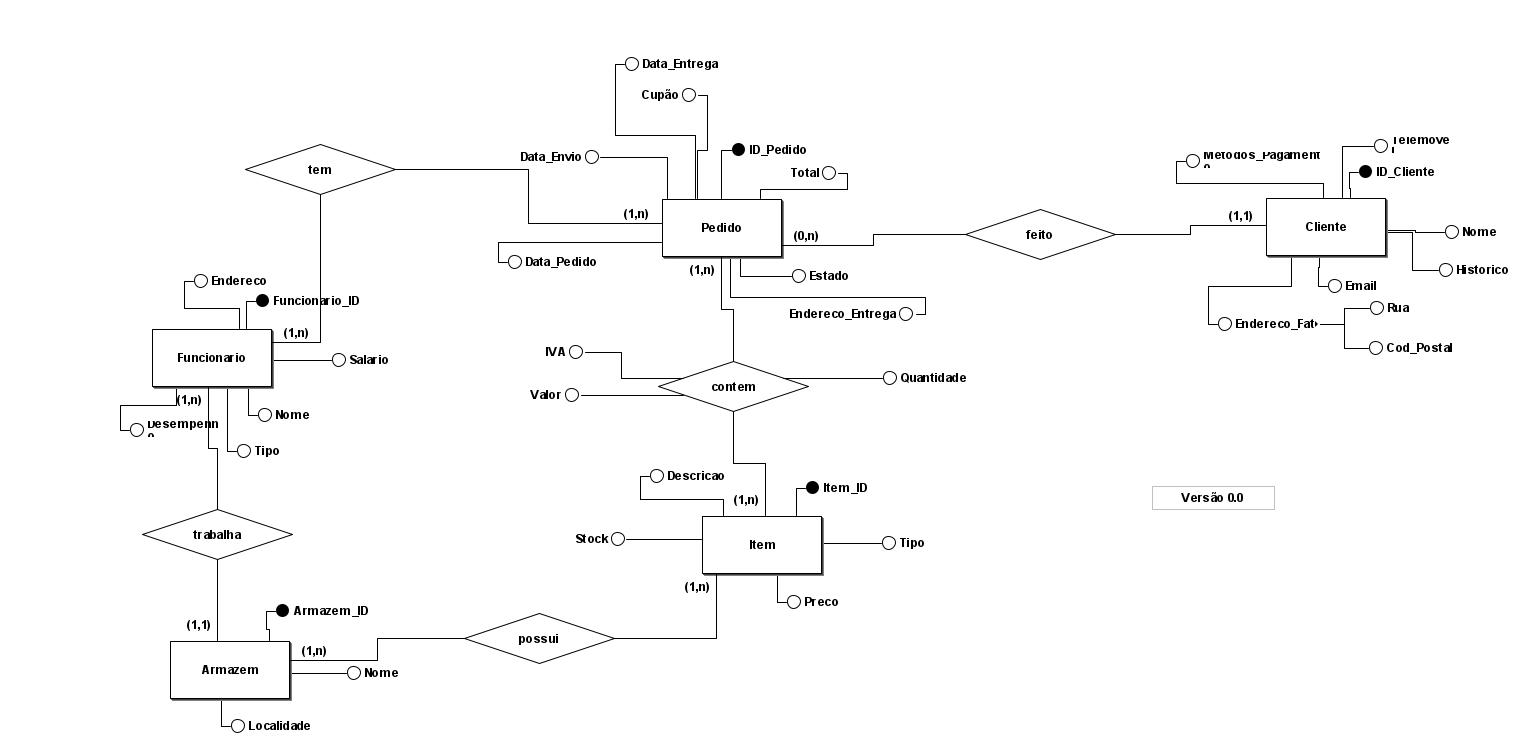 Data_Entrega
Cupão
Data_Envio
ID_Pedido
Total
tem
(1,n)
Pedido
(0,n)
feito
(1,1)
Cliente
Metodos_Pagament
o
Telemove
l
ID_Cliente
Nome
Historico
Email
Endereco_Fat
Rua
Cod_Postal
Data_Pedido
(1,n)
Estado
Endereco_Entrega
Endereco
Funcionario_ID
(1,n)
Funcionario
Salario
(1,n)
Desempenh
o
Nome
Tipo
IVA
Valor
contem
Quantidade
Descricao
(1,n)
Item_ID
Stock
Item
Tipo
(1,n)
Preco
Versão 0.0
trabalha
(1,1)
Armazem_ID
Armazem
(1,n)
Nome
Localidade
possui